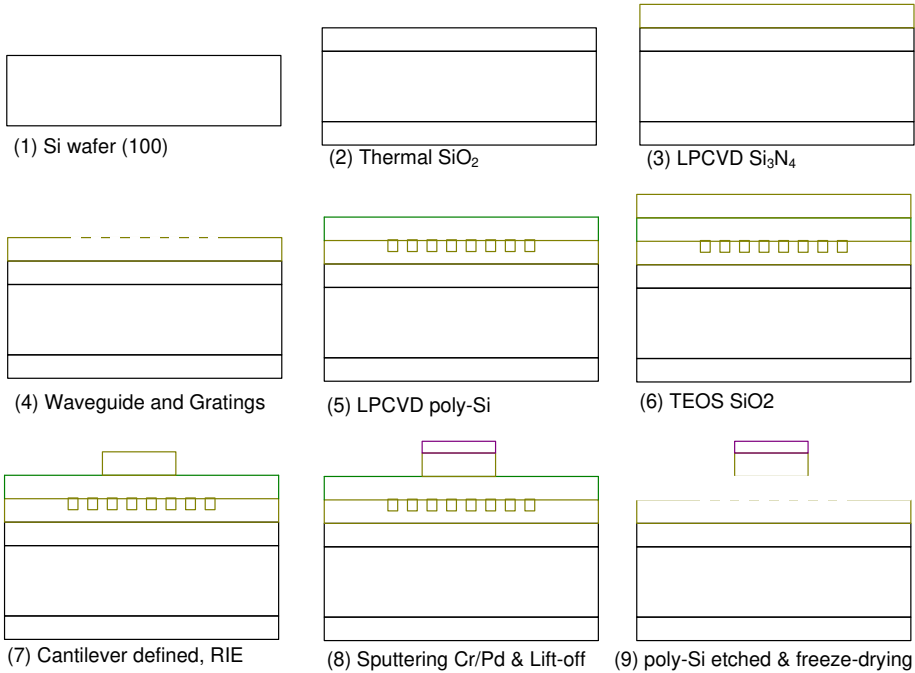 (1) Si wafer (100)
(2) Thermal SiO₂
(3) LPCVD Si₃N₄
(4) Waveguide and Gratings
(5) LPCVD poly-Si
(6) TEOS SiO2
(7) Cantilever defined, RIE
(8) Sputtering Cr/Pd & Lift-off
(9) poly-Si etched & freeze-drying